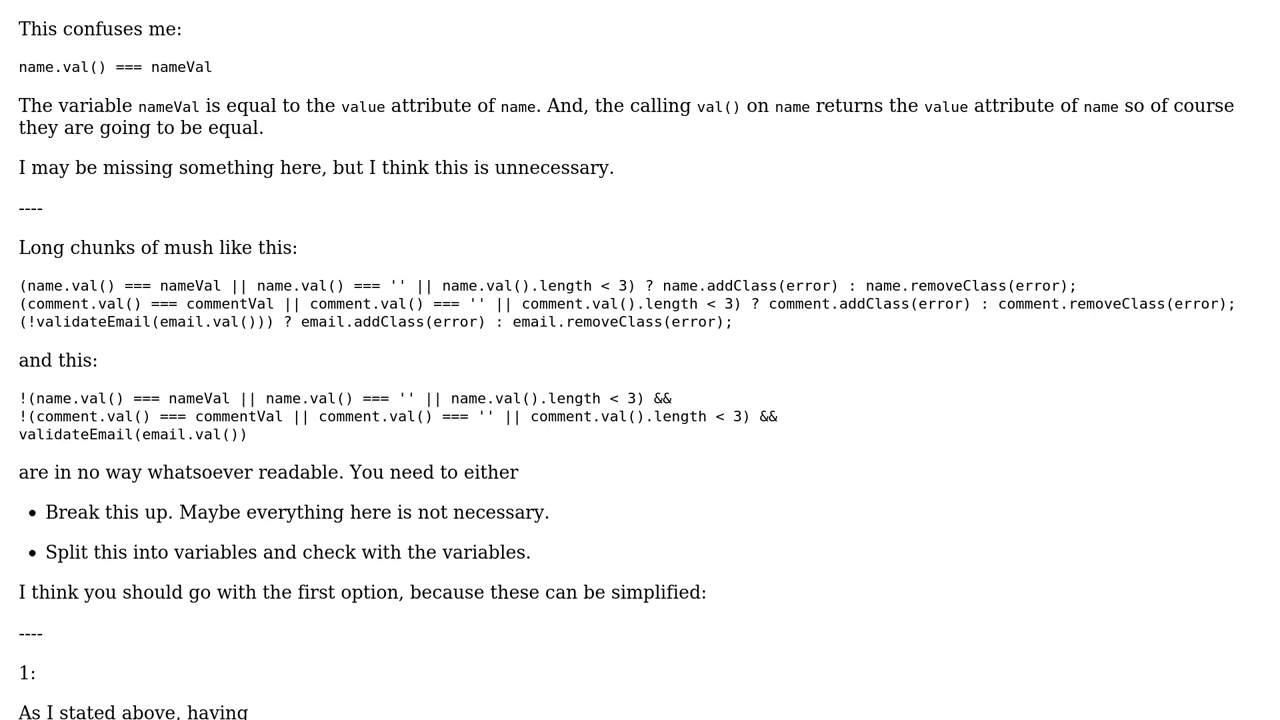 This confuses me:
name.val() === nameVal
The variable nameVal is equal to the value attribute of name. And, the calling val() on name returns the value attribute of name so of course
they are going to be equal.
I may be missing something here, but I think this is unnecessary.
----
Long chunks of mush like this:
(name.val() === nameVal || name.val() === '' || name.val().length < 3) ? name.addClass(error) : name.removeClass(error);
(comment.val() === commentVal || comment.val() === '' || comment.val().length < 3) ? comment.addClass(error) : comment.removeClass(error);
(!validateEmail(email.val())) ? email.addClass(error) : email.removeClass(error);
and this:
!(name.val() === nameVal || name.val() === '' || name.val().length < 3) &&
!(comment.val() === commentVal || comment.val() === '' || comment.val().length < 3) &&
validateEmail(email.val())
are in no way whatsoever readable. You need to either
• Break this up. Maybe everything here is not necessary.
• Split this into variables and check with the variables.
I think you should go with the first option, because these can be simplified:
----
1:
As I stated above, having